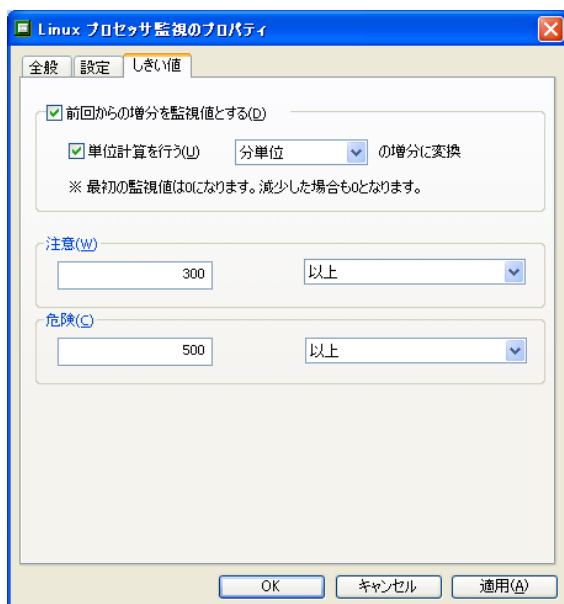 Linux プロセッサ監視のプロパティ
全般 設定 しきい値
前回からの増分を監視値とする(D)
単位計算を行う(U) 分単位 の増分に変換
※ 最初の監視値は0になります。減少した場合も0となります。
注意(W)
300 以上
危険(C)
500 以上
OK キャンセル 適用(A)